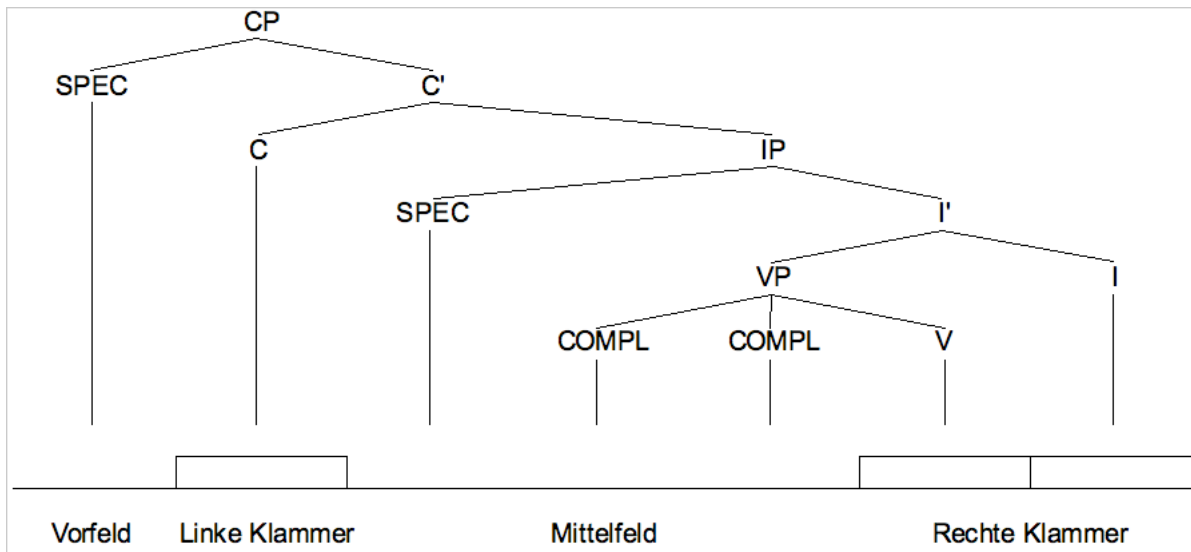 CP
SPEC C'
C IP
SPEC I'
VP I
COMPL COMPL V
Vorfeld Linke Klammer Mittelfeld Rechte Klammer